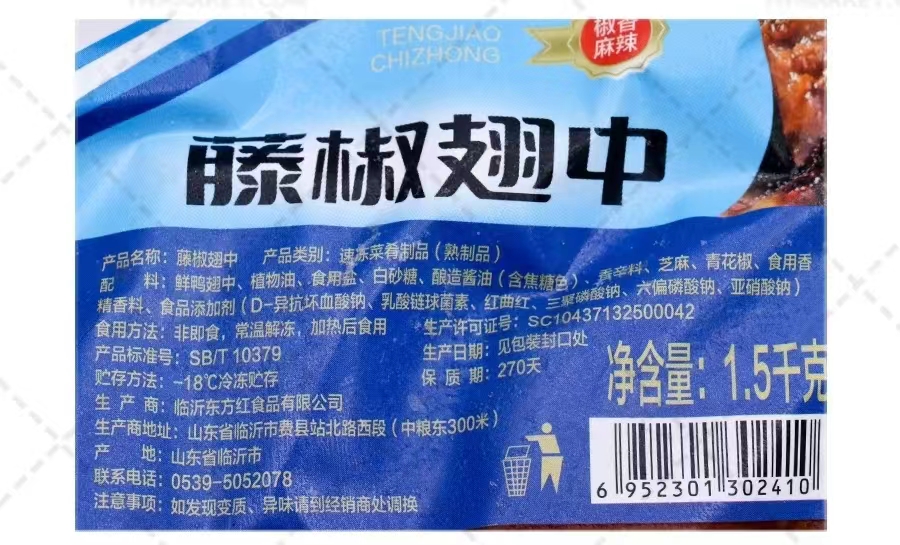 TENGJIAO
CHIZHONG
椒香
麻辣
藤椒翅中
产品名称：藤椒翅中 产品类别：速冻菜肴制品（熟制品）
配 料：鲜鸭翅中、植物油、食用盐、白砂糖、酿造酱油（含焦糖色）、香辛料、芝麻、青花椒、食用香
精香料、食品添加剂（D-异抗坏血酸钠、乳酸链球菌素、红曲红、三聚磷酸钠、六偏磷酸钠、亚硝酸钠）
食用方法：非即食，常温解冻，加热后食用 生产许可证号：SC10437132500042
产品标准号：SB/T 10379 生产日期：见包装封口处
贮存方法：-18℃冷冻贮存 保 质 期：270天
净含量：1.5千克
生 产 商：临沂东方红食品有限公司
生产商地址：山东省临沂市费县站北路西段（中粮东300米）
产 地：山东省临沂市
联系电话：0539-5052078
注意事项：如发现变质、异味请到经销商处调换
6 952301 302410